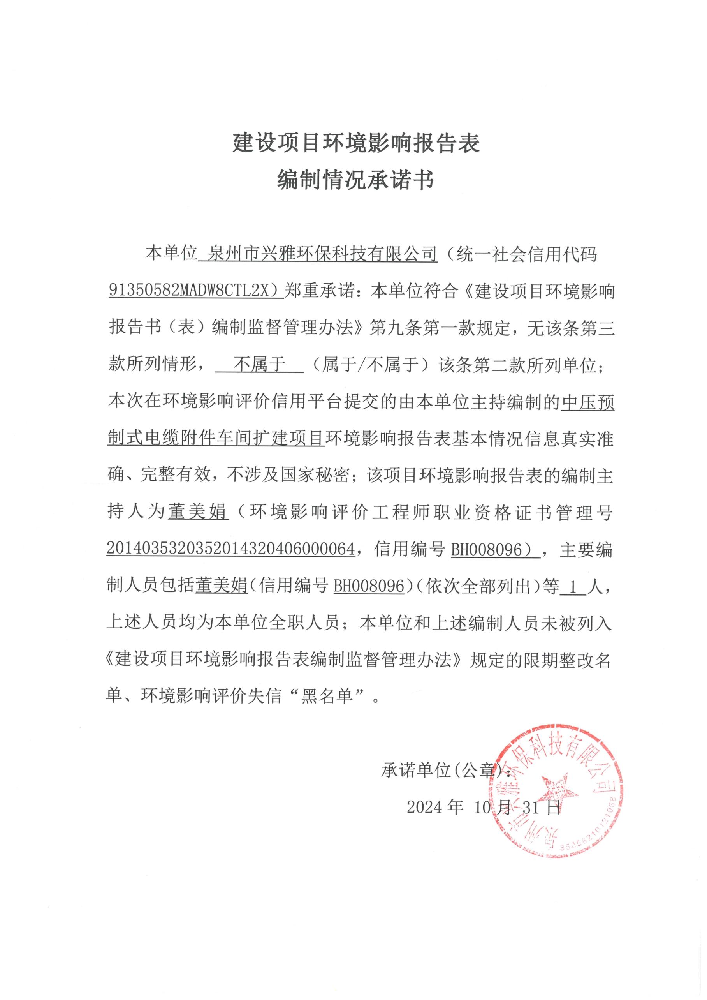 建设项目环境影响报告表
编制情况承诺书
本单位 泉州市兴雅环保科技有限公司（统一社会信用代码
91350582MADW8CTL2X）郑重承诺：本单位符合《建设项目环境影响
报告书（表）编制监督管理办法》第九条第一款规定，无该条第三
款所列情形， 不属于 （属于/不属于）该条第二款所列单位；
本次在环境影响评价信用平台提交的由本单位主持编制的中压预
制式电缆附件车间扩建项目环境影响报告表基本情况信息真实准
确、完整有效，不涉及国家秘密；该项目环境影响报告表的编制主
持人为董美娟（环境影响评价工程师职业资格证书管理号
2014035320352014320406000064，信用编号 BH008096），主要编
制人员包括董美娟(信用编号 BH008096)(依次全部列出)等 1 人，
上述人员均为本单位全职人员；本单位和上述编制人员未被列入
《建设项目环境影响报告表编制监督管理办法》规定的限期整改名
单、环境影响评价失信“黑名单”。
承诺单位(公章)：
2024 年 10 月 31 日
泉州市兴雅环保科技有限公司
35058210121068